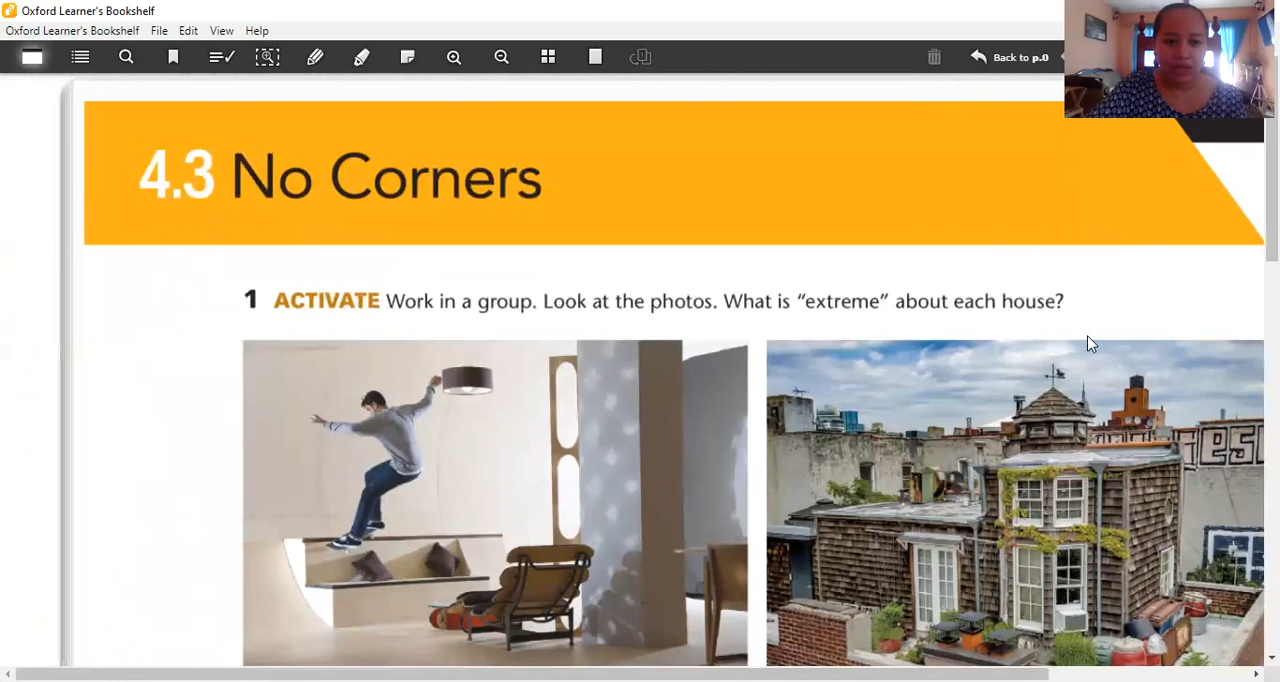 Oxford Learner's Bookshelf
Oxford Learner's Bookshelf File Edit View Help
Back to p.0
4.3 No Corners
1 ACTIVATE Work in a group. Look at the photos. What is “extreme” about each house?